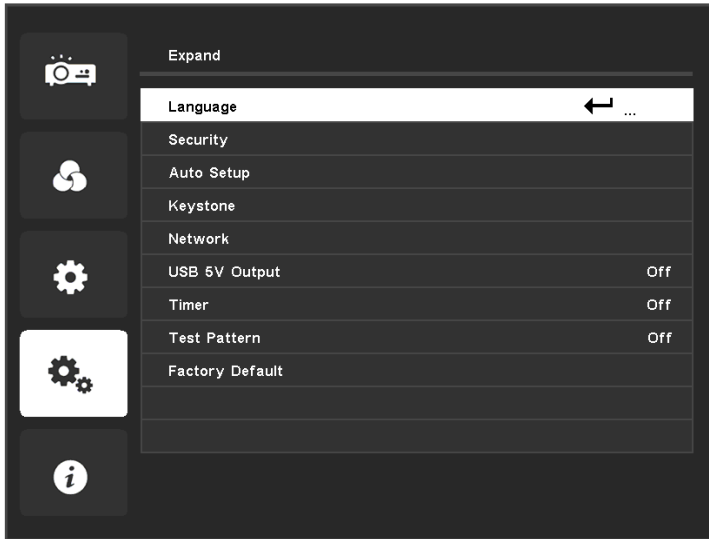 Expand
Language ...
Security
Auto Setup
Keystone
Network
USB 5V Output Off
Timer Off
Test Pattern Off
Factory Default
i